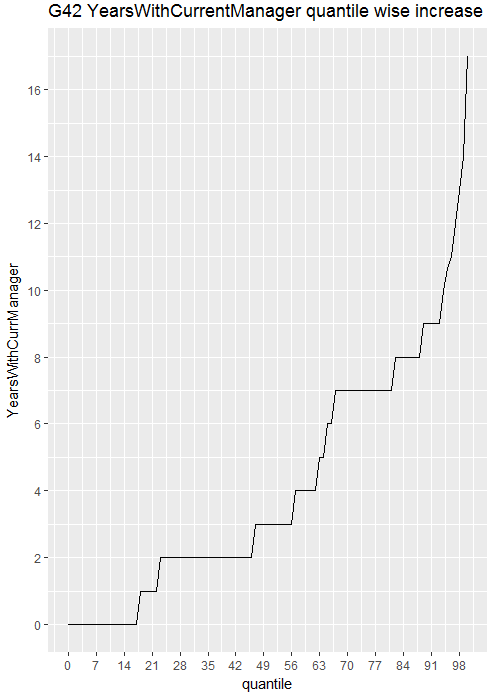 G42 YearsWithCurrentManager quantile wise increase
YearsWithCurrManager
16
14
12
10
8
6
4
2
0
0 7 14 21 28 35 42 49 56 63 70 77 84 91 98
quantile